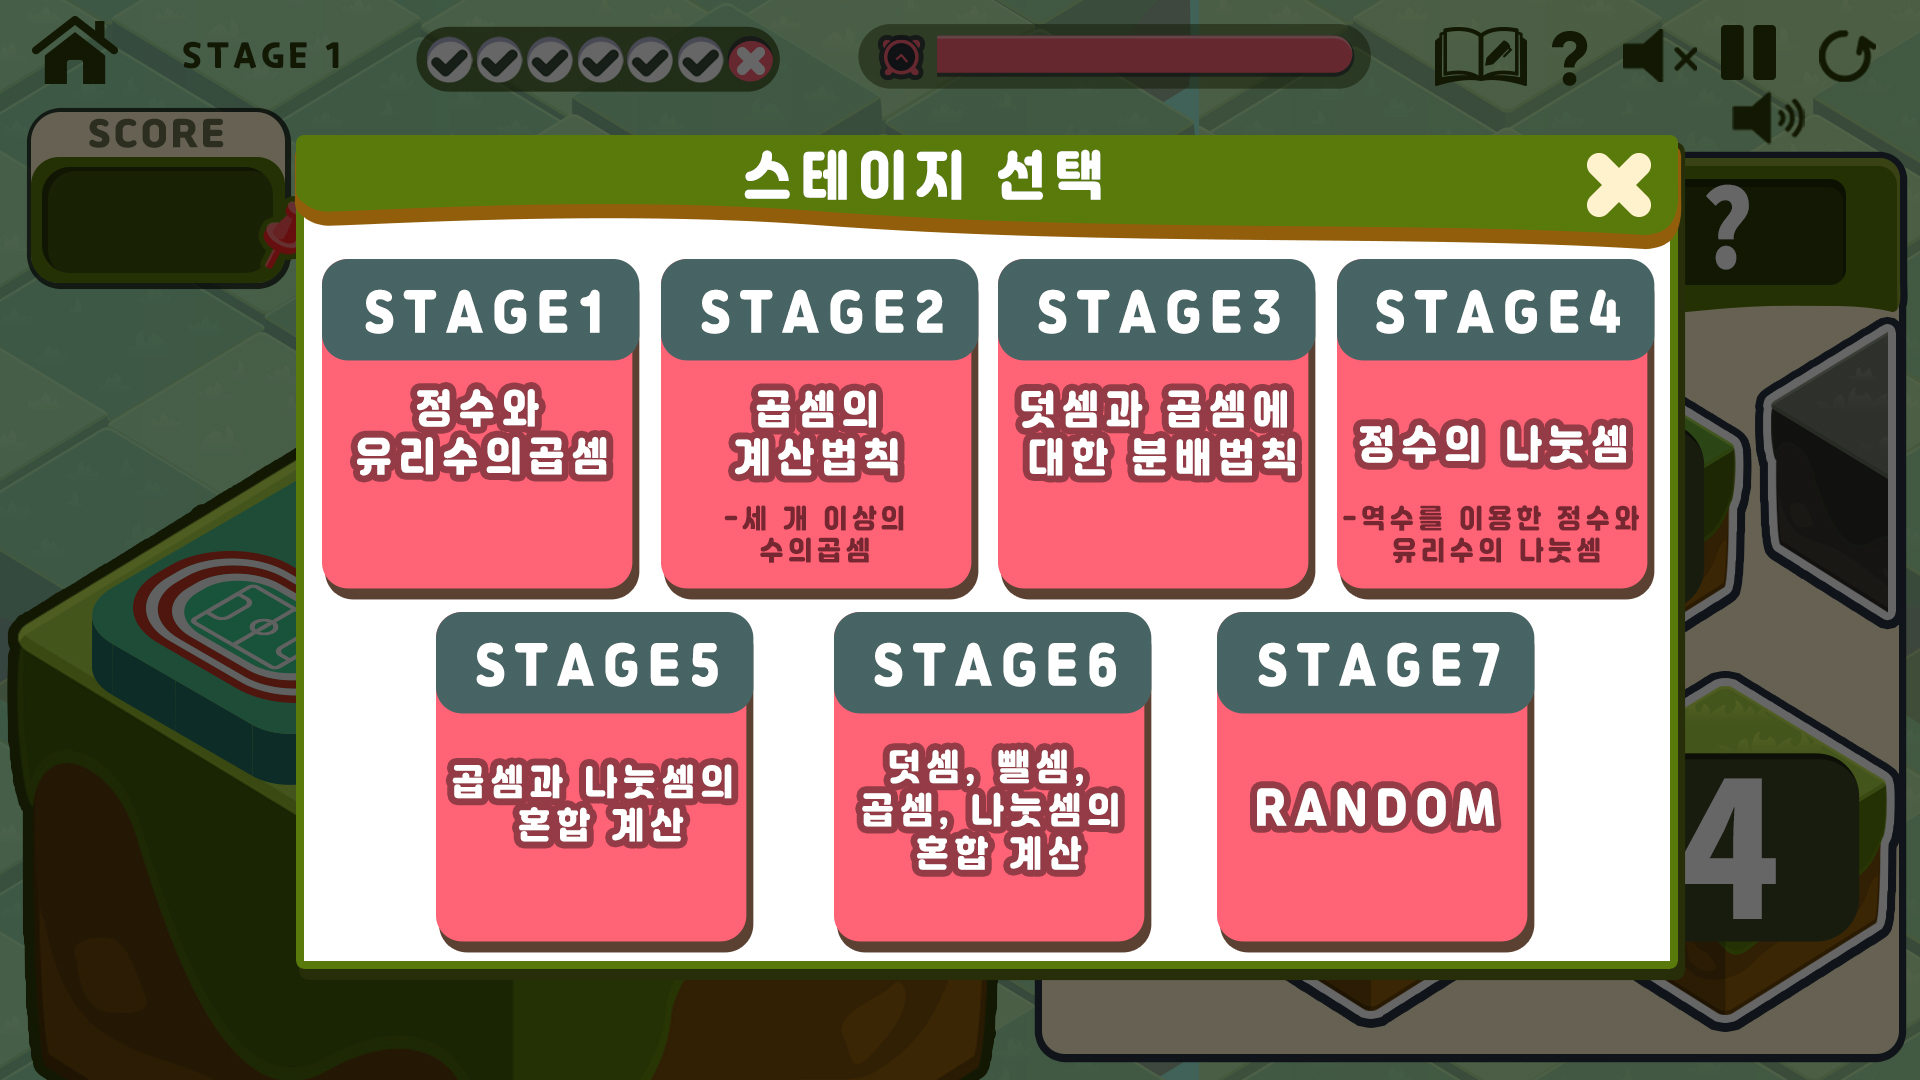 STAGE 1
SCORE
스테이지 선택
?
STAGE1
정수와
유리수의곱셈
STAGE2
곱셈의
계산법칙
-세 개 이상의
수의곱셈
STAGE3
덧셈과 곱셈에
대한 분배법칙
STAGE4
정수의 나눗셈
-역수를 이용한 정수와
유리수의 나눗셈
STAGE5
곱셈과 나눗셈의
혼합 계산
STAGE6
덧셈, 뺄셈,
곱셈, 나눗셈의
혼합 계산
STAGE7
RANDOM
4